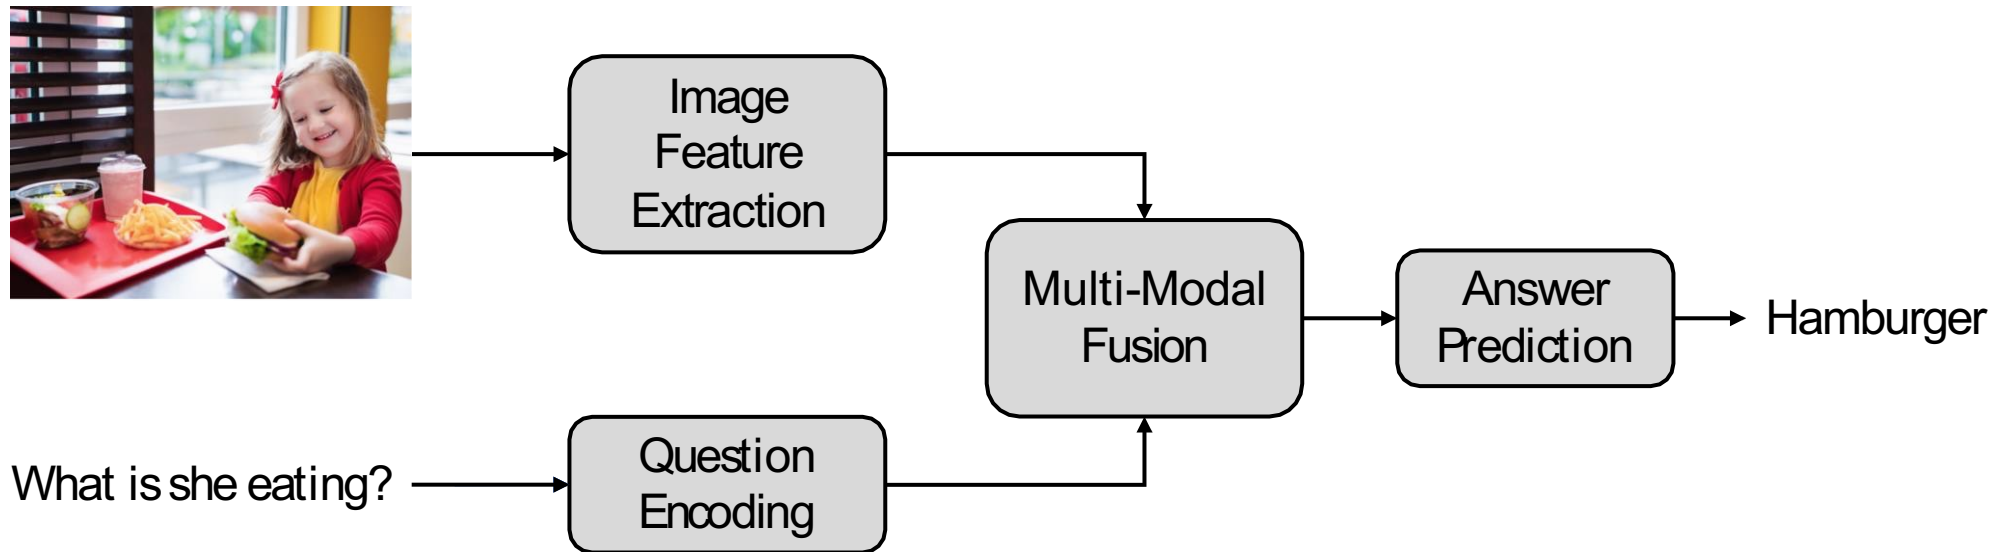 Image
Feature
Extraction
Multi-Modal
Fusion
Answer
Prediction
Hamburger
What is she eating?
Question
Encoding